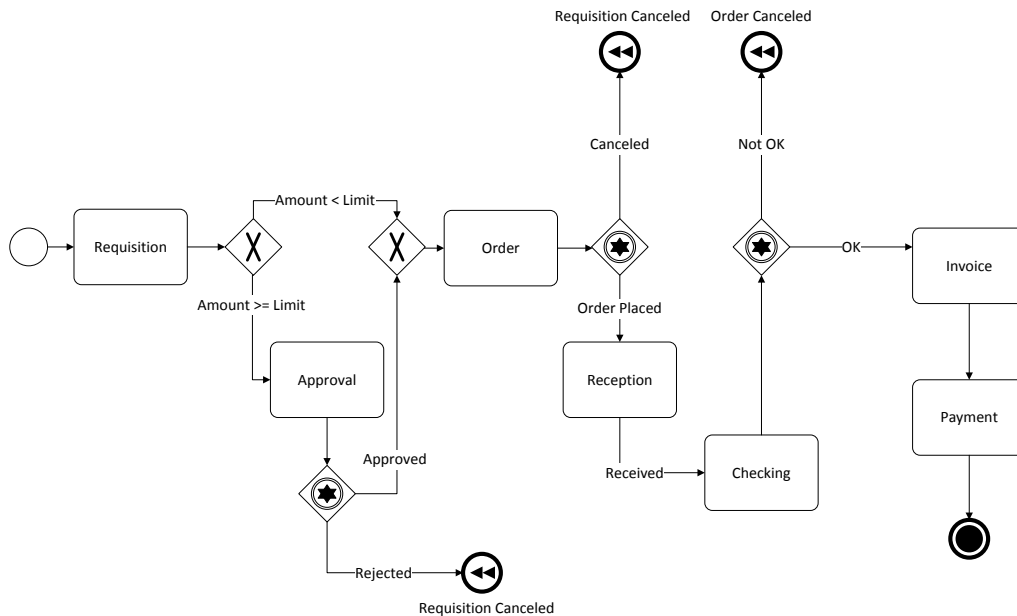 Requisition Canceled
Order Canceled
Canceled
Not OK
Amount < Limit
Requisition
Order
OK
Invoice
Amount >= Limit
Order Placed
Approval
Reception
Payment
Approved
Received
Checking
Rejected
Requisition Canceled